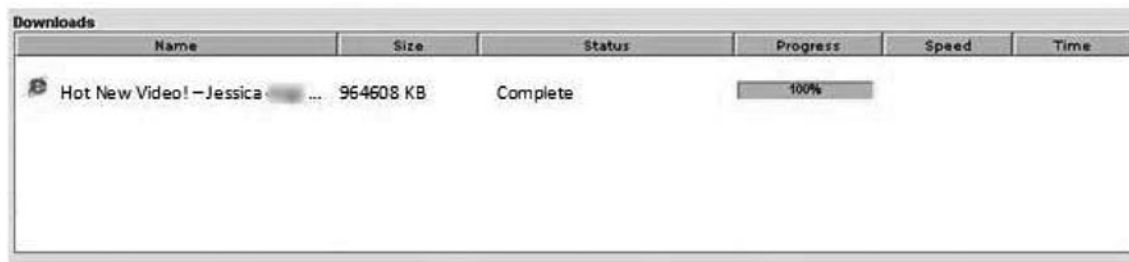 Downloads
Name Size Status Progress Speed Time
Hot New Video! –Jessica ... 964608 KB Complete 100%